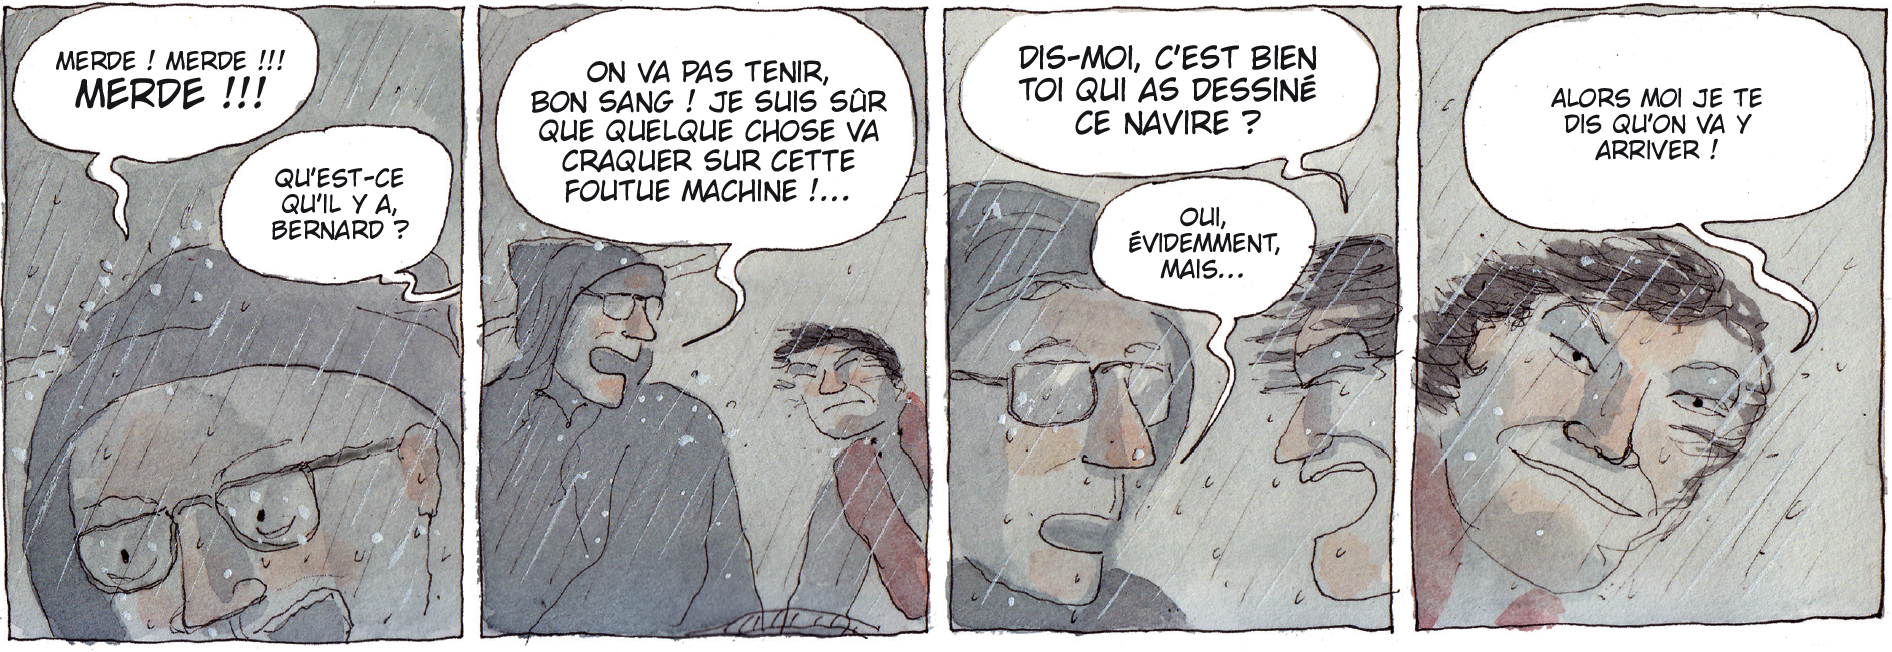 MERDE ! MERDE !!!
MERDE !!!
QU'EST-CE
QU'IL Y A,
BERNARD ?
ON VA PAS TENIR,
BON SANG ! JE SUIS SÛR
QUE QUELQUE CHOSE VA
CRAQUER SUR CETTE
FOUTUE MACHINE !...
DIS-MOI, C'EST BIEN
TOI QUI AS DESSINÉ
CE NAVIRE ?
OUI,
ÉVIDEMMENT,
MAIS...
ALORS MOI JE TE
DIS QU'ON VA Y
ARRIVER !